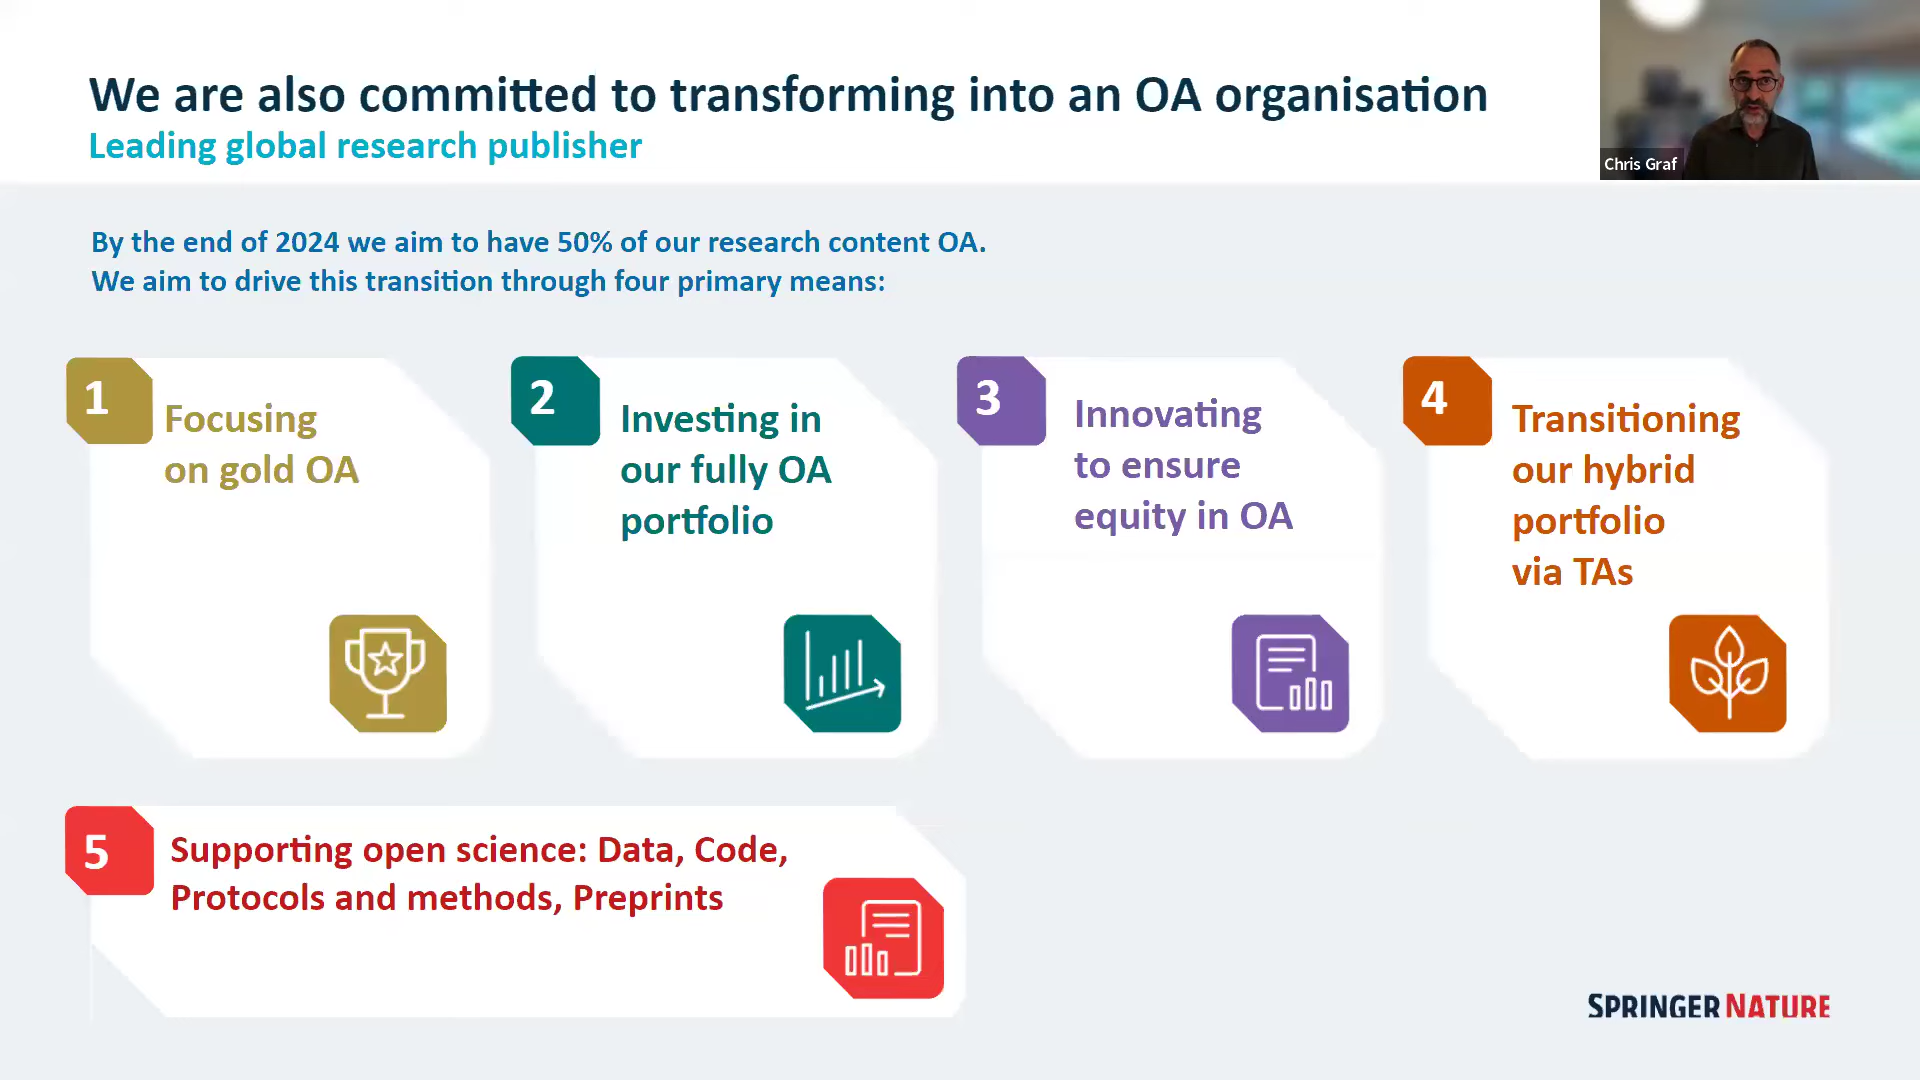 We are also committed to transforming into an OA organisation
Leading global research publisher
Chris Graf
By the end of 2024 we aim to have 50% of our research content OA.
We aim to drive this transition through four primary means:
1
Focusing
on gold OA
2
Investing in
our fully OA
portfolio
3
Innovating
to ensure
equity in OA
4
Transitioning
our hybrid
portfolio
via TAs
5
Supporting open science: Data, Code,
Protocols and methods, Preprints
SPRINGER NATURE